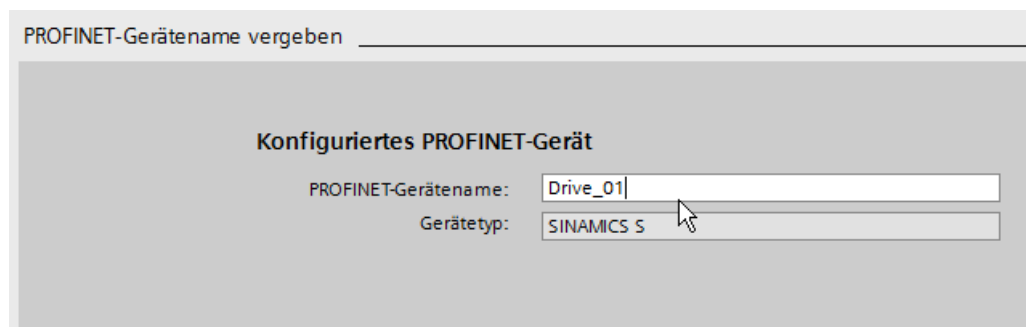 PROFINET-Gerätename vergeben
Konfiguriertes PROFINET-Gerät
PROFINET-Gerätename: Drive_01
Gerätetyp: SINAMICS S